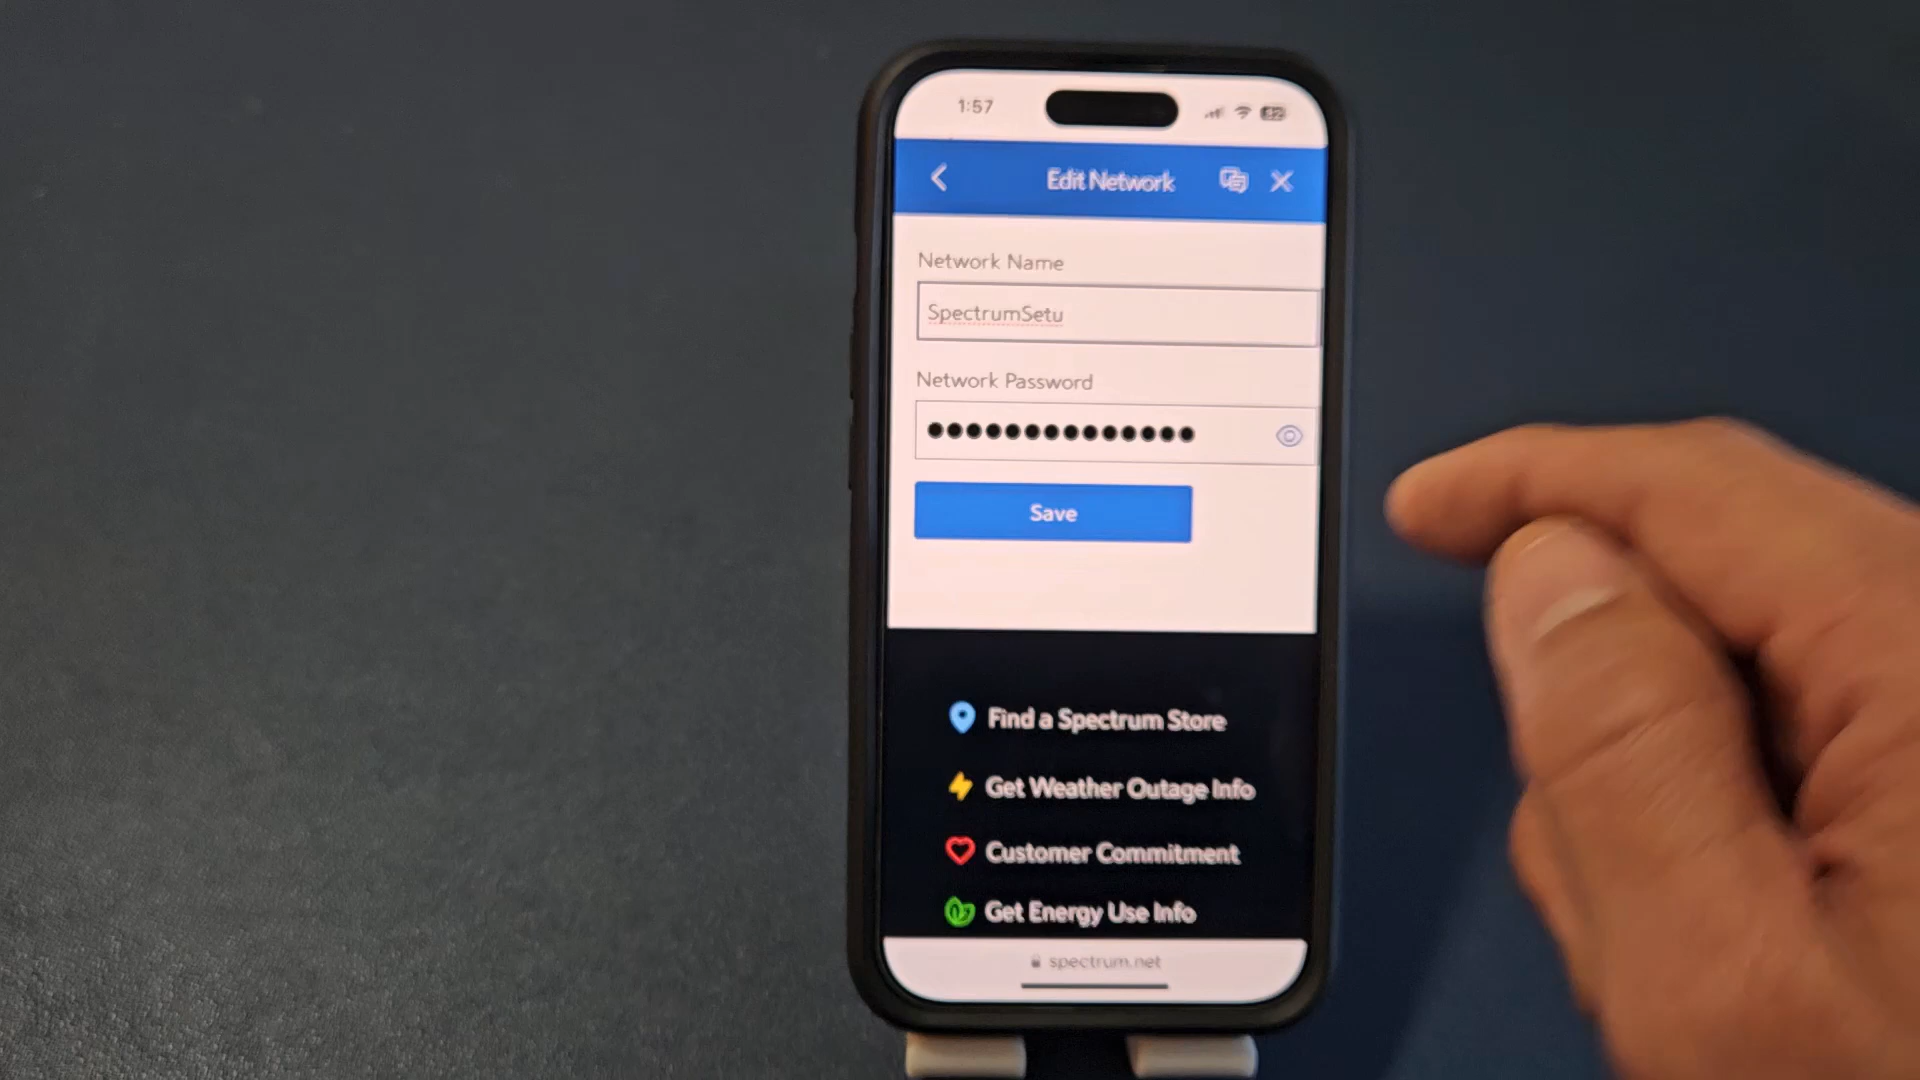 1:57
Edit Network
Network Name
SpectrumSetu
Network Password
Save
Find a Spectrum Store
Get Weather Outage Info
Customer Commitment
Get Energy Use Info
spectrum.net